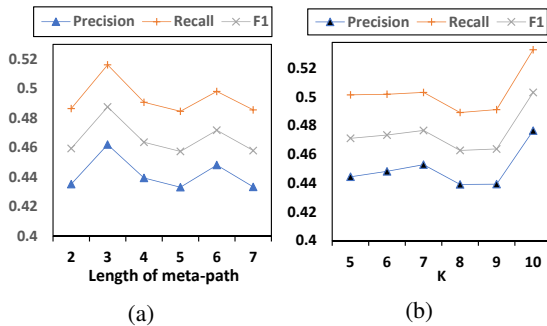 Precision Recall F1
0.52
0.5
0.48
0.46
0.44
0.42
0.4
2 3 4 5 6 7
Length of meta-path
(a)
Precision Recall F1
0.52
0.5
0.48
0.46
0.44
0.42
0.4
5 6 7 8 9 10
K
(b)